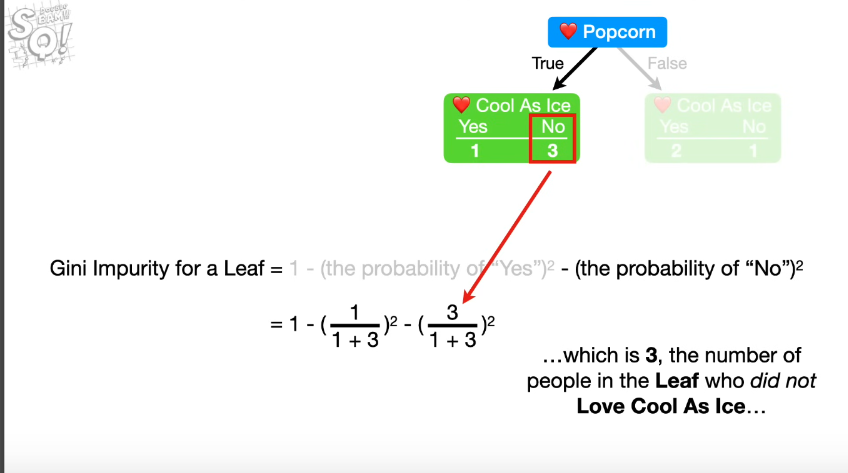 SQ!
❤️ Popcorn
True
False
❤️ Cool As Ice
Yes No
1 3
❤️ Cool As Ice
Yes No
2 1
Gini Impurity for a Leaf = 1 - (the probability of “Yes”)² - (the probability of “No”)²
= 1 - (1/(1 + 3))² - (3/(1 + 3))²
…which is 3, the number of
people in the Leaf who did not
Love Cool As Ice…